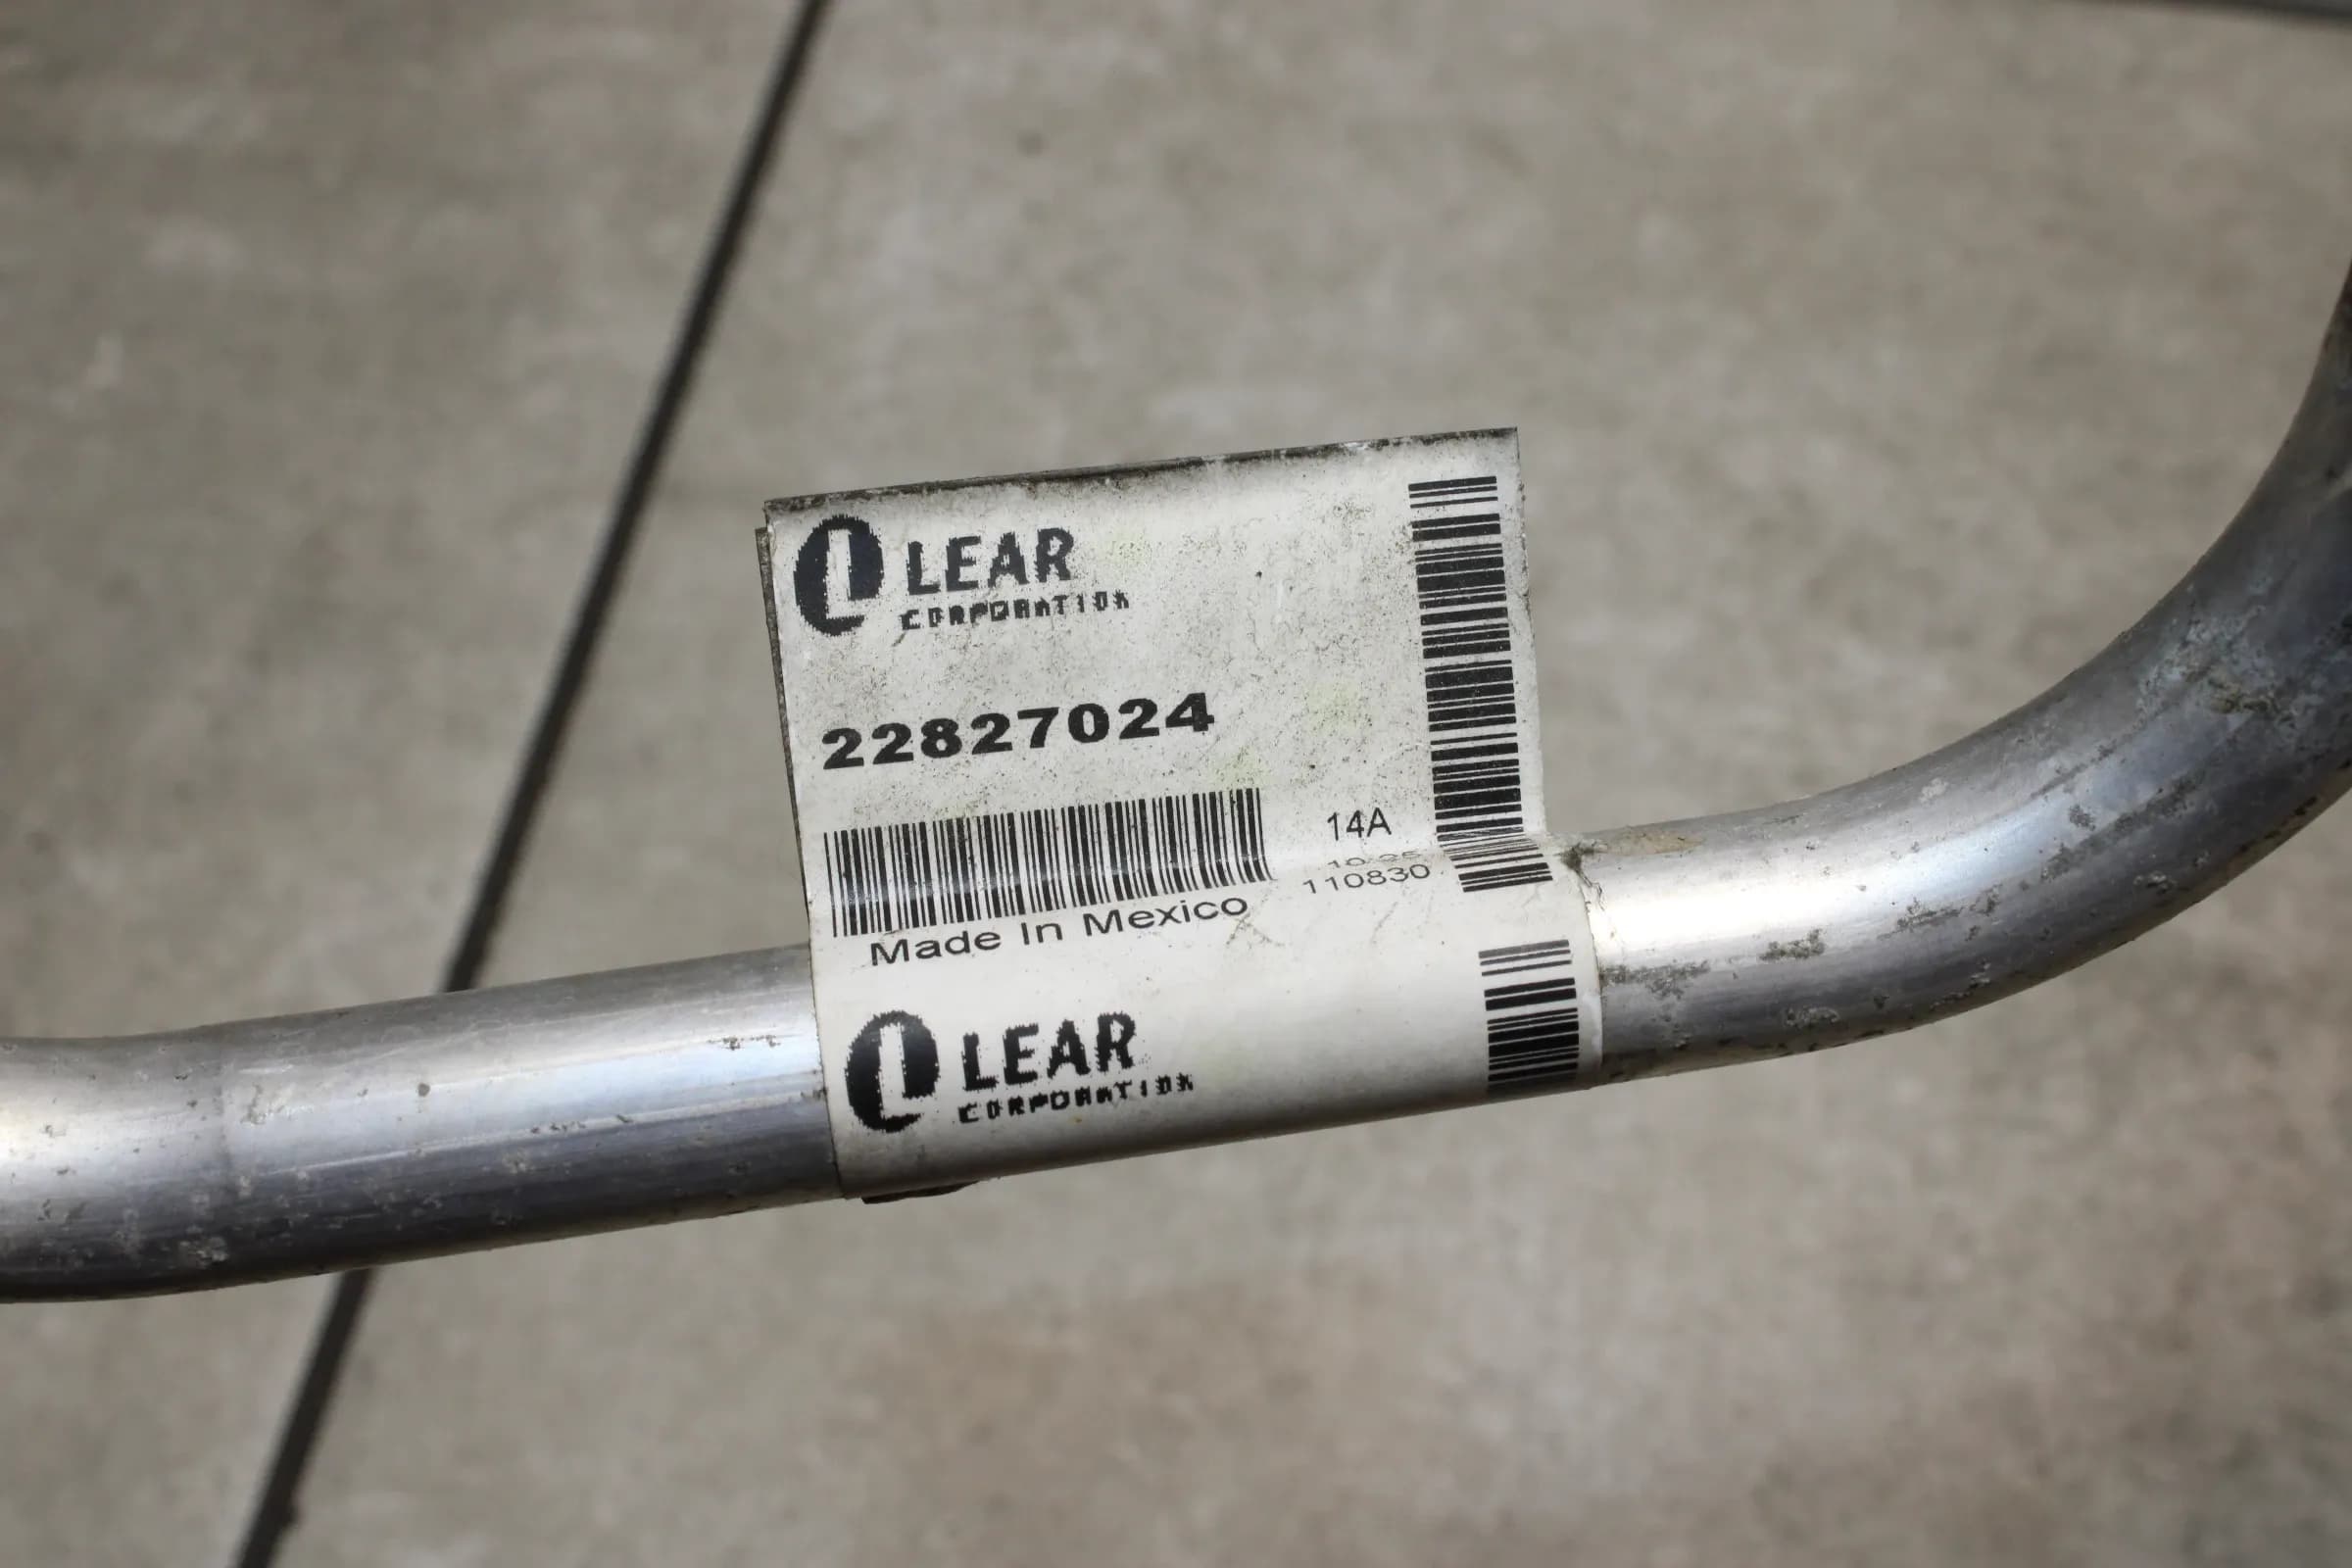 LEAR
CORPORATION
22827024
14A
110830
Made In Mexico
LEAR
CORPORATION